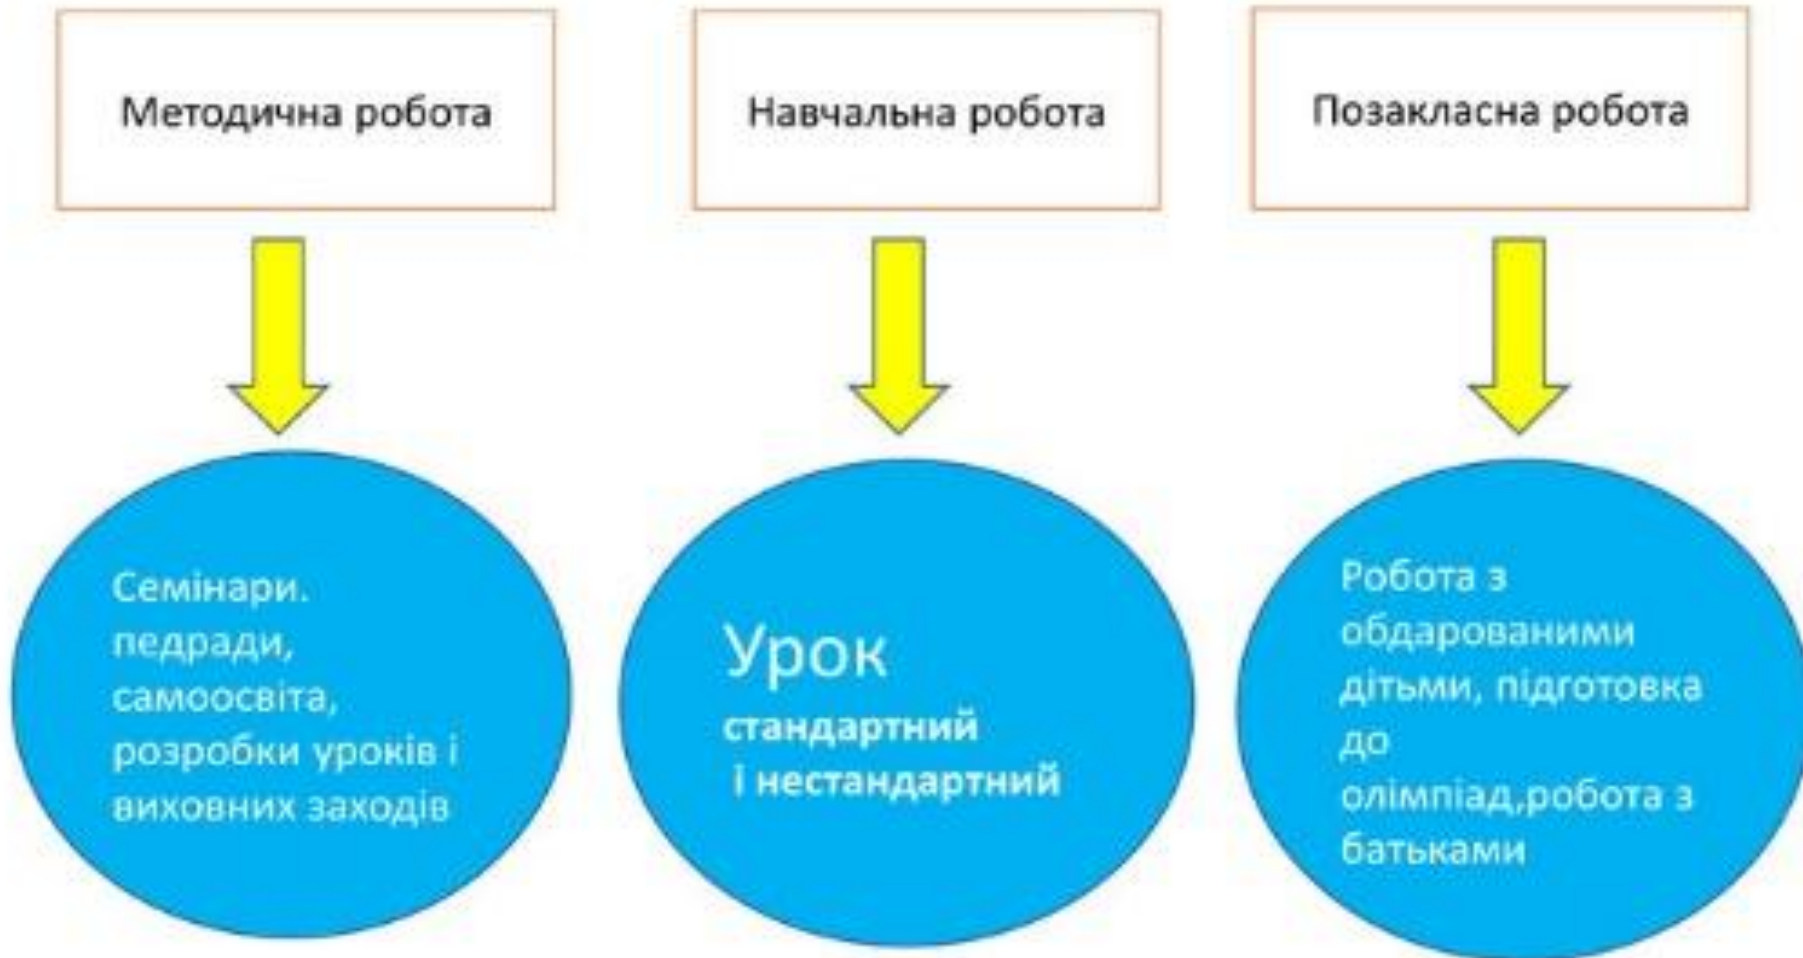 Методична робота
Навчальна робота
Позакласна робота
Семінари.
педради,
самоосвіта,
розробки уроків і
виховних заходів
Урок
стандартний
і нестандартний
Робота з
обдарованими
дітьми, підготовка
до
олімпіад,робота з
батьками